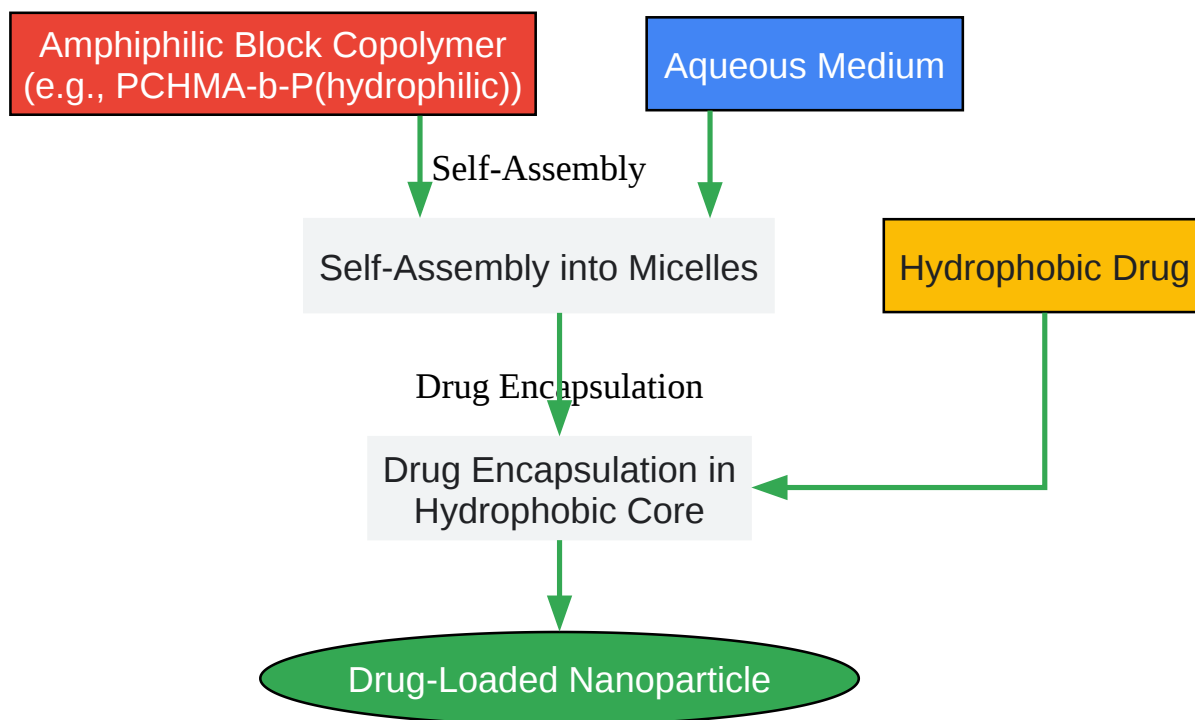 Amphiphilic Block Copolymer
(e.g., PCHMA-b-P(hydrophilic))
Aqueous Medium
Self-Assembly
Self-Assembly into Micelles
Hydrophobic Drug
Drug Encapsulation
Drug Encapsulation in
Hydrophobic Core
Drug-Loaded Nanoparticle